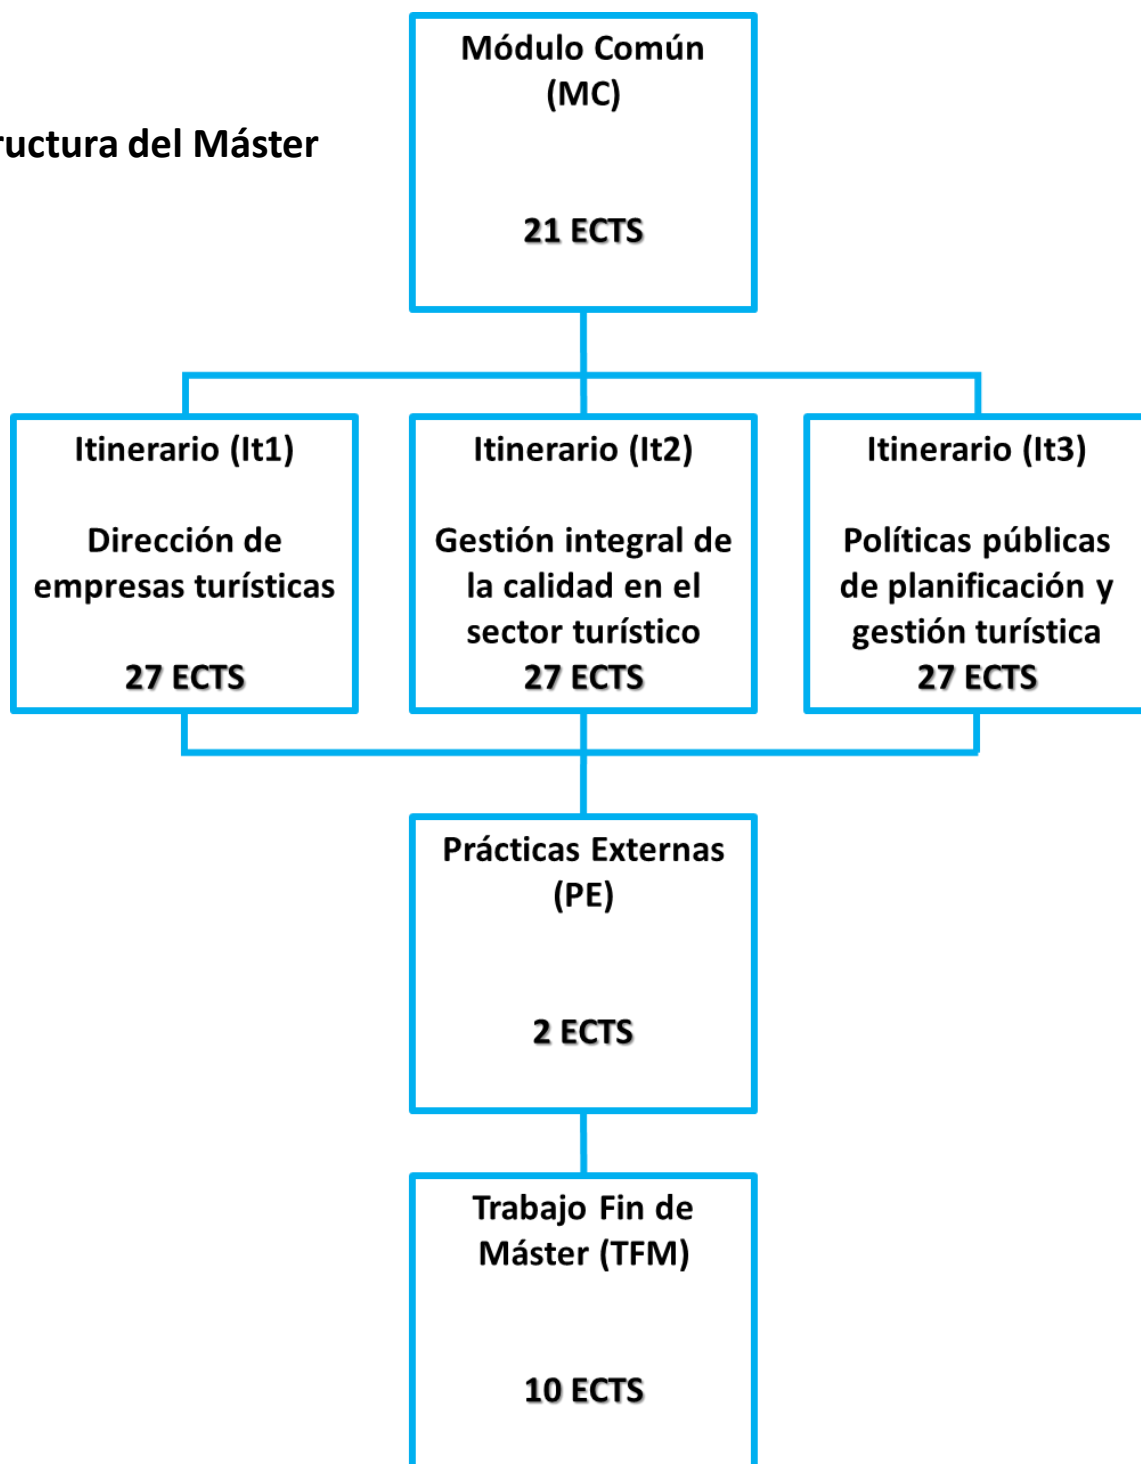 Módulo Común
(MC)
ructura del Máster
21 ECTS
Itinerario (It1)
Dirección de
empresas turísticas
27 ECTS
Itinerario (It2)
Gestión integral de
la calidad en el
sector turístico
27 ECTS
Itinerario (It3)
Políticas públicas
de planificación y
gestión turística
27 ECTS
Prácticas Externas
(PE)
2 ECTS
Trabajo Fin de
Máster (TFM)
10 ECTS